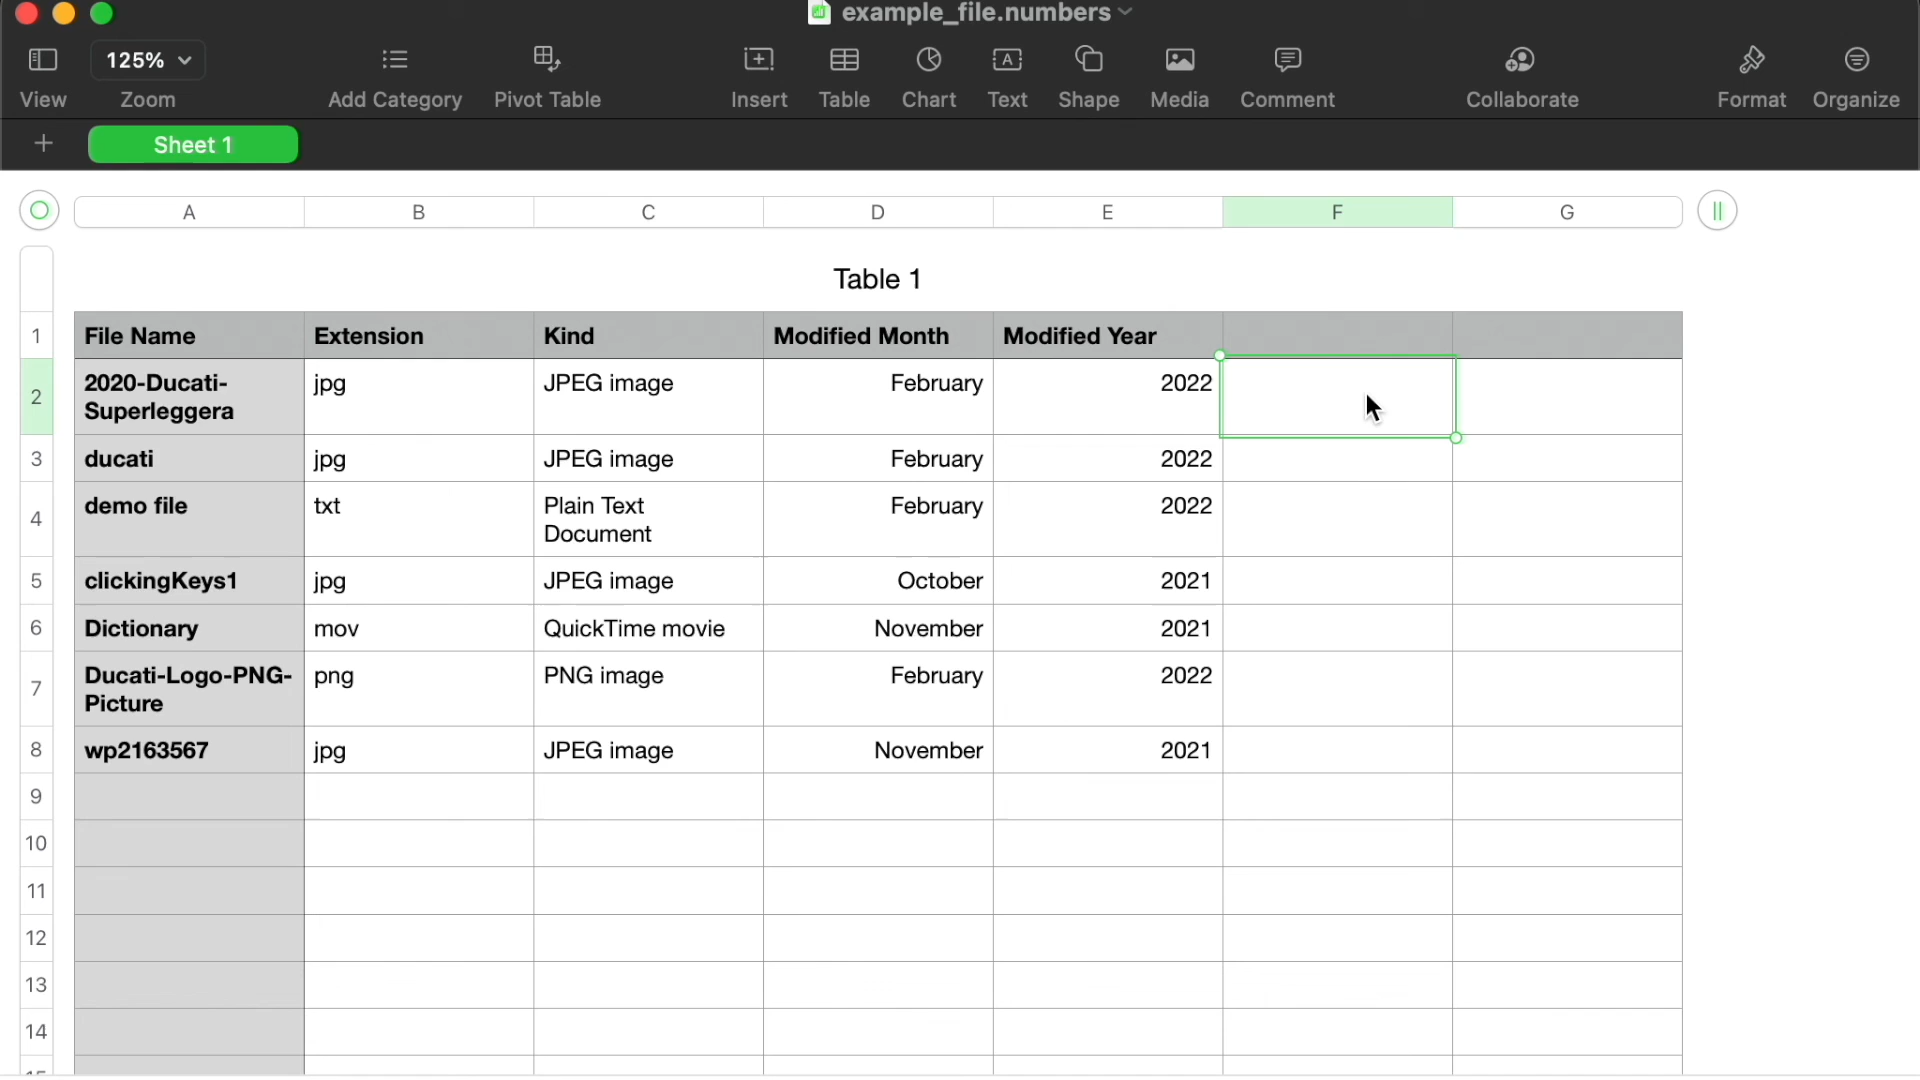 example_file.numbers
125%
View Zoom Add Category Pivot Table Insert Table Chart Text Shape Media Comment Collaborate Format Organize
Sheet 1
A B C D E F G
Table 1
1 File Name Extension Kind Modified Month Modified Year
2 2020-Ducati-Superleggera jpg JPEG image February 2022
3 ducati jpg JPEG image February 2022
4 demo file txt Plain Text Document February 2022
5 clickingKeys1 jpg JPEG image October 2021
6 Dictionary mov QuickTime movie November 2021
7 Ducati-Logo-PNG-Picture png PNG image February 2022
8 wp2163567 jpg JPEG image November 2021
9
10
11
12
13
14